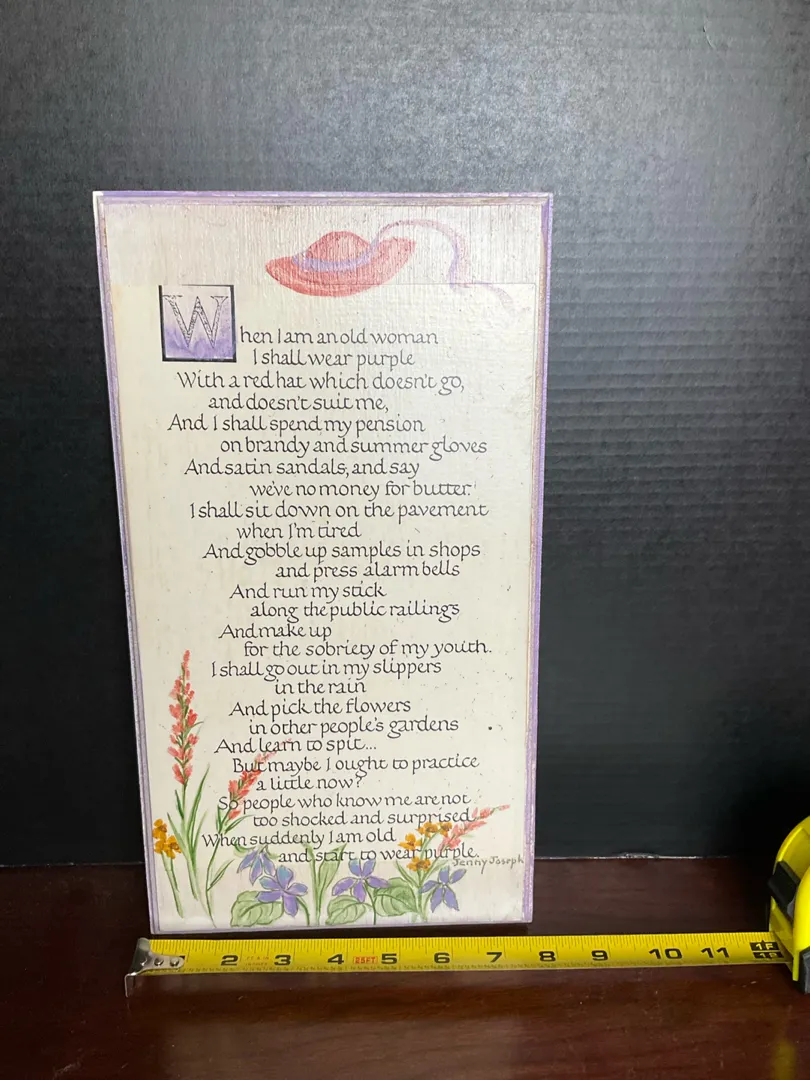 When I am an old woman
I shall wear purple
With a red hat which doesn't go,
and doesn't suit me,
And I shall spend my pension
on brandy and summer gloves
And satin sandals, and say
we've no money for butter.
I shall sit down on the pavement
when I'm tired
And gobble up samples in shops
and press alarm bells
And run my stick
along the public railings
And make up
for the sobriety of my youth.
I shall go out in my slippers
in the rain
And pick the flowers
in other people's gardens
And learn to spit...
But maybe I ought to practice
a little now?
So people who know me are not
too shocked and surprised
When suddenly I am old
and start to wear purple.
Jenny Joseph
2 3 4 25FT 5 6 7 8 9 10 11 1F